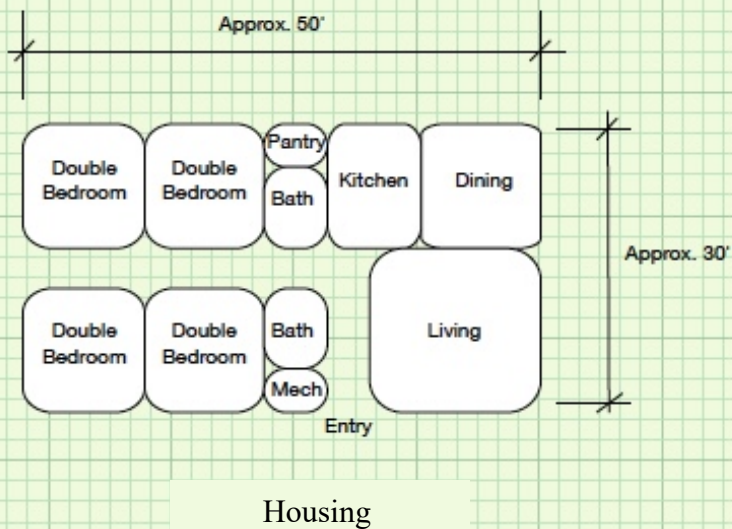 Approx. 50'
Pantry
Double
Bedroom
Double
Bedroom
Bath
Kitchen
Dining
Approx. 30'
Double
Bedroom
Double
Bedroom
Bath
Living
Mech
Entry
Housing